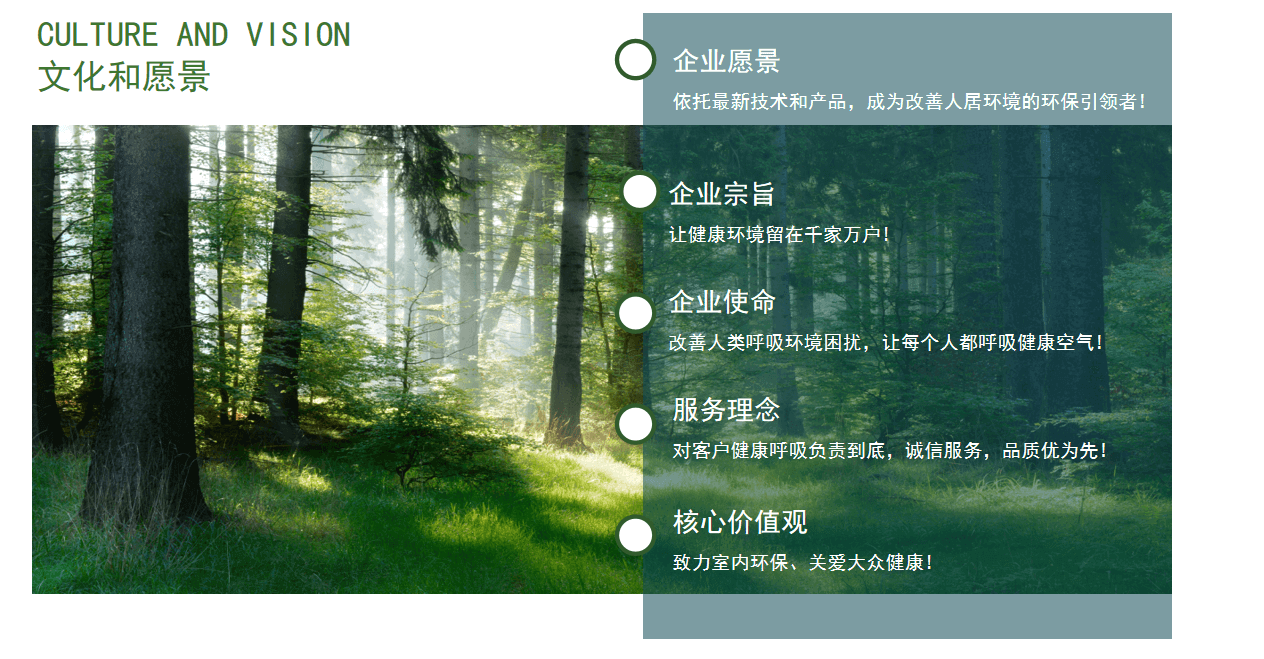 CULTURE AND VISION
文化和愿景
企业愿景
依托最新技术和产品，成为改善人居环境的环保引领者！
企业宗旨
让健康环境留在千家万户！
企业使命
改善人类呼吸环境困扰，让每个人都呼吸健康空气！
服务理念
对客户健康呼吸负责到底，诚信服务，品质优为先！
核心价值观
致力室内环保、关爱大众健康！